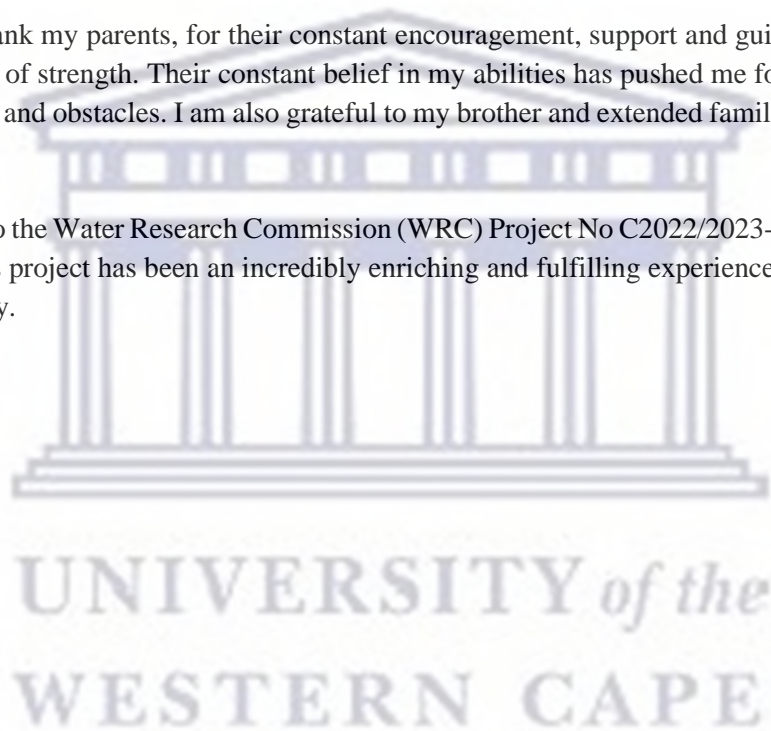 ank my parents, for their constant encouragement, support and gui
of strength. Their constant belief in my abilities has pushed me fo
and obstacles. I am also grateful to my brother and extended famil
o the Water Research Commission (WRC) Project No C2022/2023-
project has been an incredibly enriching and fulfilling experience
y.
UNIVERSITY of the
WESTERN CAPE